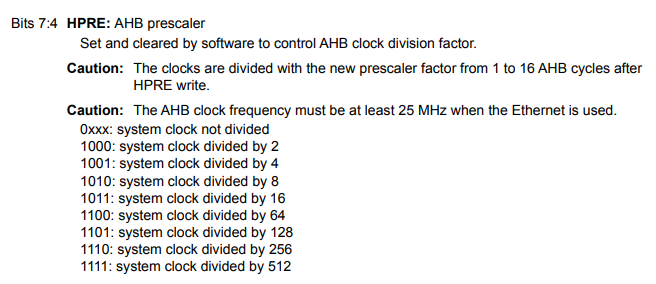 Bits 7:4 HPRE: AHB prescaler
Set and cleared by software to control AHB clock division factor.
Caution: The clocks are divided with the new prescaler factor from 1 to 16 AHB cycles after
HPRE write.
Caution: The AHB clock frequency must be at least 25 MHz when the Ethernet is used.
0xxx: system clock not divided
1000: system clock divided by 2
1001: system clock divided by 4
1010: system clock divided by 8
1011: system clock divided by 16
1100: system clock divided by 64
1101: system clock divided by 128
1110: system clock divided by 256
1111: system clock divided by 512